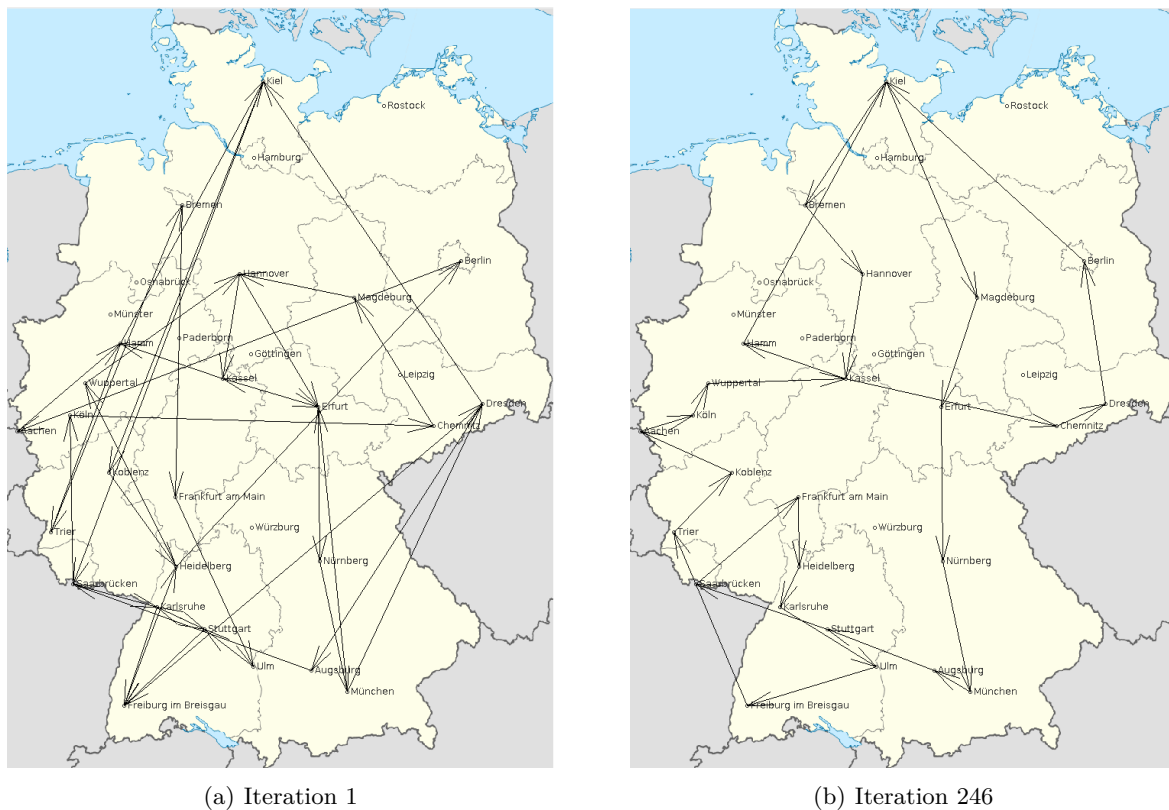 Kiel
Rostock
Hamburg
Bremen
Berlin
Hannover
Osnabrück
Magdeburg
Münster
Paderborn
Hamm
Göttingen
Kassel
Leipzig
Wuppertal
Erfurt
Dresden
Köln
Chemnitz
Aachen
Koblenz
Frankfurt am Main
Würzburg
Trier
Nürnberg
Heidelberg
Saarbrücken
Karlsruhe
Stuttgart
Ulm
Augsburg
München
Freiburg im Breisgau
(a) Iteration 1
Kiel
Rostock
Hamburg
Bremen
Berlin
Hannover
Osnabrück
Magdeburg
Münster
Paderborn
Hamm
Göttingen
Kassel
Leipzig
Wuppertal
Erfurt
Dresden
Köln
Chemnitz
Aachen
Koblenz
Frankfurt am Main
Würzburg
Trier
Nürnberg
Heidelberg
Saarbrücken
Karlsruhe
Stuttgart
Ulm
Augsburg
München
Freiburg im Breisgau
(b) Iteration 246